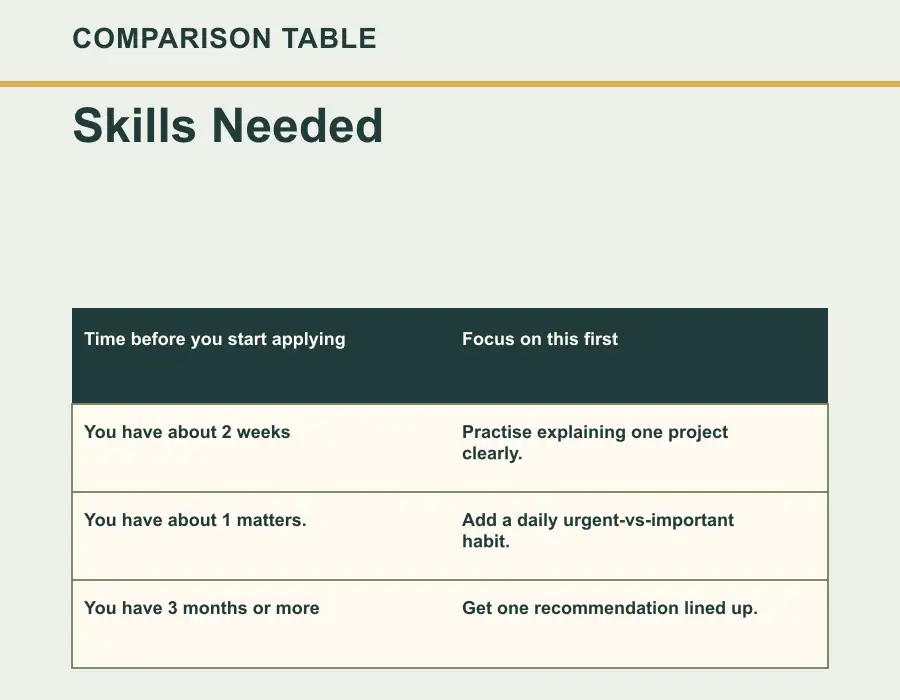 COMPARISON TABLE
Skills Needed
Time before you start applying
Focus on this first
You have about 2 weeks
Practise explaining one project
clearly.
You have about 1 matters.
Add a daily urgent-vs-important
habit.
You have 3 months or more
Get one recommendation lined up.